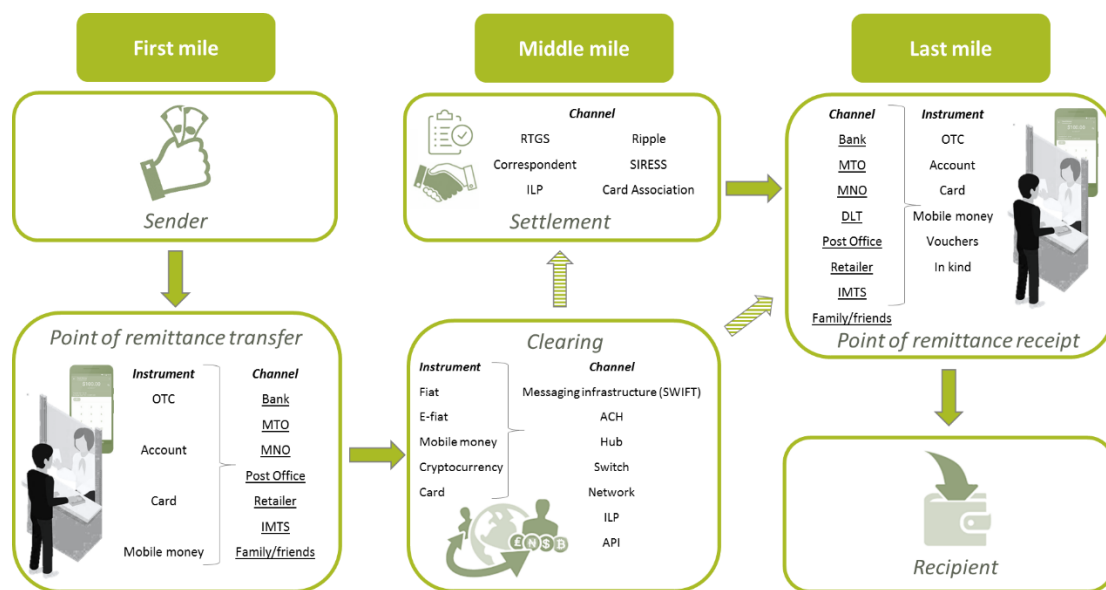 First mile
Middle mile
Last mile
Sender
Point of remittance transfer
Instrument
OTC
Account
Card
Mobile money
Channel
Bank
MTO
MNO
Post Office
Retailer
IMTS
Family/friends
Channel
RTGS
Ripple
Correspondent
SIRESS
ILP
Card Association
Settlement
Clearing
Instrument
Fiat
E-fiat
Mobile money
Cryptocurrency
Card
Channel
Messaging infrastructure (SWIFT)
ACH
Hub
Switch
Network
ILP
API
£ N $ B
Channel
Bank
MTO
MNO
DLT
Post Office
Retailer
IMTS
Family/friends
Instrument
OTC
Account
Card
Mobile money
Vouchers
In kind
Point of remittance receipt
Recipient